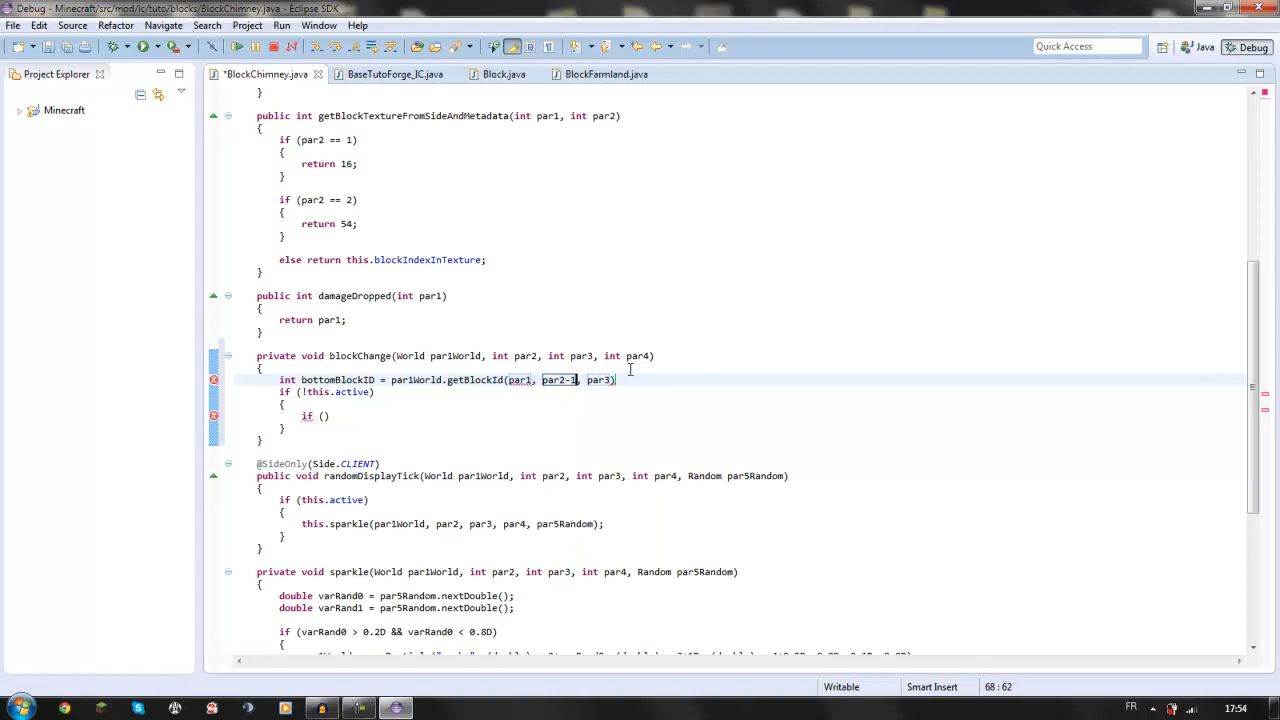 Debug - Minecraft/src/mod/ic/tuto/blocks/BlockChimney.java - Eclipse SDK
File Edit Source Refactor Navigate Search Project Run Window Help
Quick Access Java Debug
Project Explorer
*BlockChimney.java BaseTutoForge_IC.java Block.java BlockFarmland.java
Minecraft
}
public int getBlockTextureFromSideAndMetadata(int par1, int par2)
{
if (par2 == 1)
{
return 16;
}
if (par2 == 2)
{
return 54;
}
else return this.blockIndexInTexture;
}
public int damageDropped(int par1)
{
return par1;
}
private void blockChange(World par1World, int par2, int par3, int par4)
{
int bottomBlockID = par1World.getBlockId(par1, par2-1, par3)
if (!this.active)
{
if ()
}
}
@SideOnly(Side.CLIENT)
public void randomDisplayTick(World par1World, int par2, int par3, int par4, Random par5Random)
{
if (this.active)
{
this.sparkle(par1World, par2, par3, par4, par5Random);
}
}
private void sparkle(World par1World, int par2, int par3, int par4, Random par5Random)
{
double varRand0 = par5Random.nextDouble();
double varRand1 = par5Random.nextDouble();
if (varRand0 > 0.2D && varRand0 < 0.8D)
{
Writable Smart Insert 68 : 62
FR 17:54